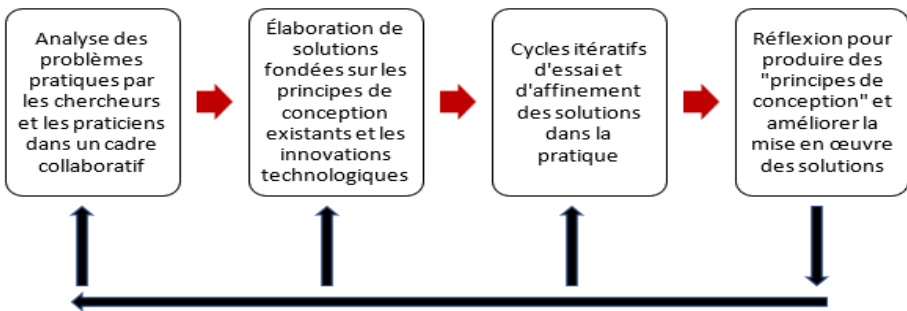 Analyse des
problèmes
pratiques par
les chercheurs
et les praticiens
dans un cadre
collaboratif
Élaboration de
solutions
fondées sur les
principes de
conception
existants et les
innovations
technologiques
Cycles itératifs
d'essai et
d'affinement
des solutions
dans la
pratique
Réflexion pour
produire des
"principes de
conception" et
améliorer la
mise en œuvre
des solutions